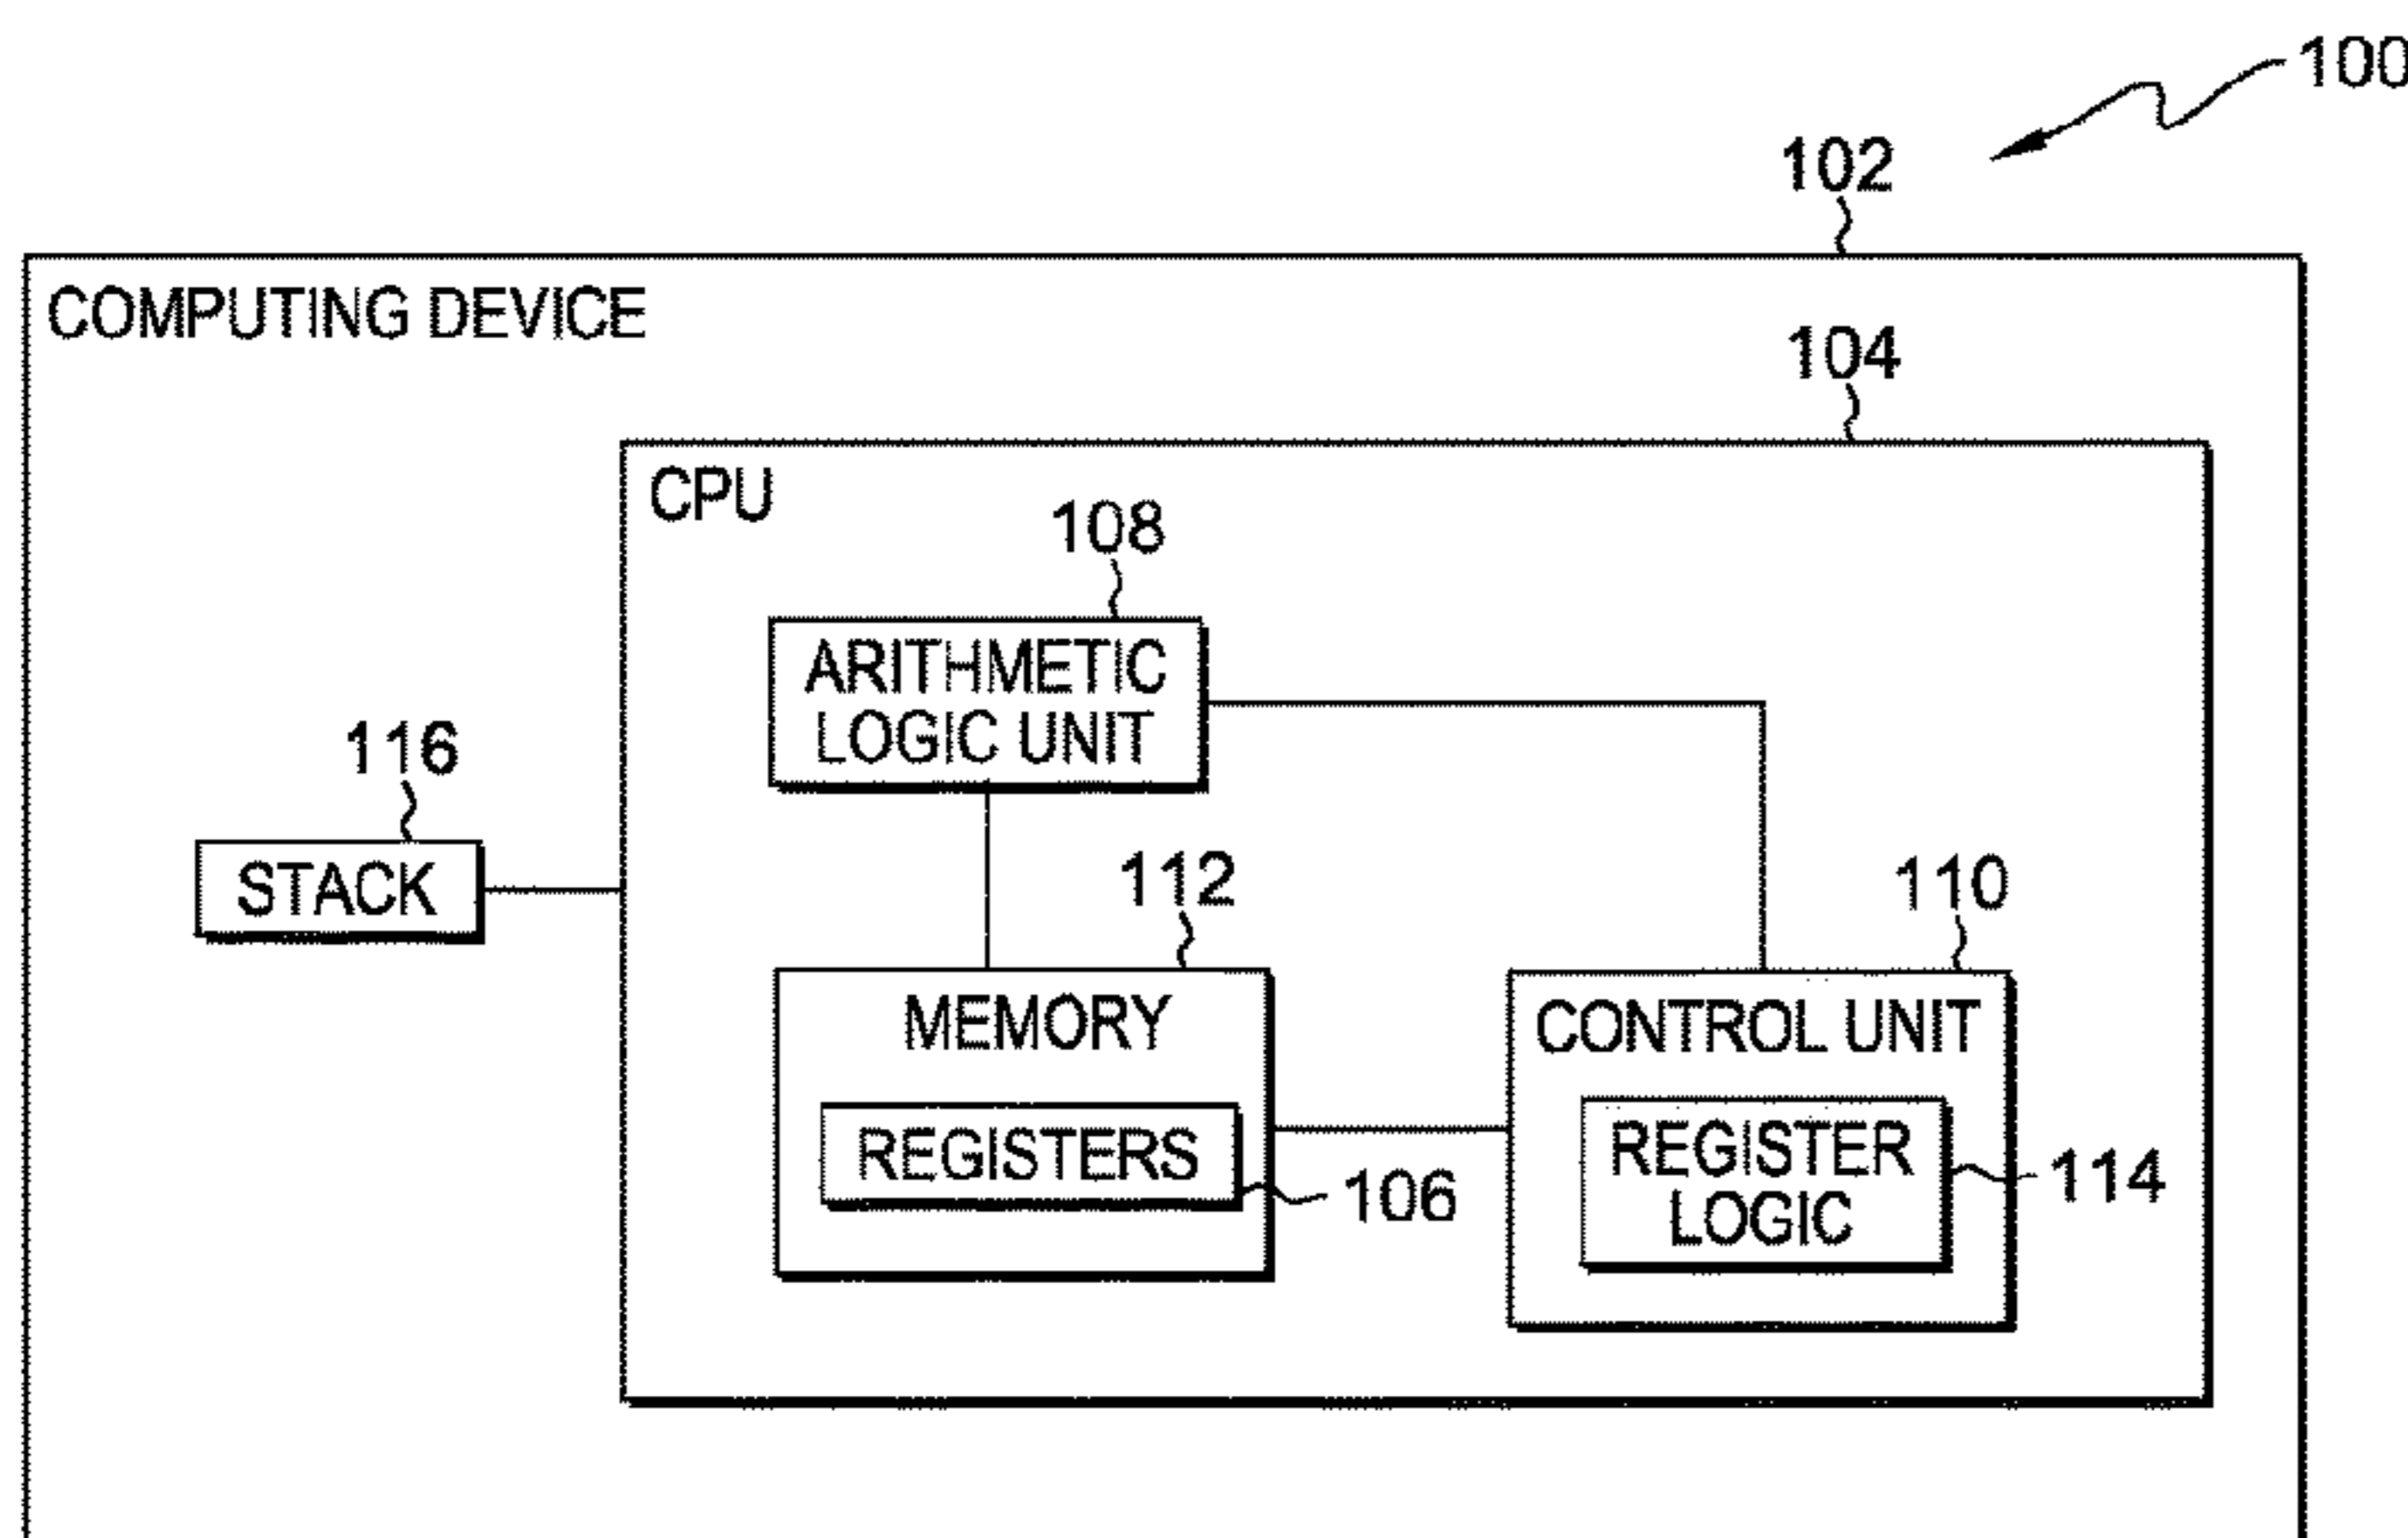 100
102
COMPUTING DEVICE
104
CPU
108
ARITHMETIC
LOGIC UNIT
116
STACK
112
110
MEMORY
CONTROL UNIT
REGISTERS
106
REGISTER
LOGIC
114